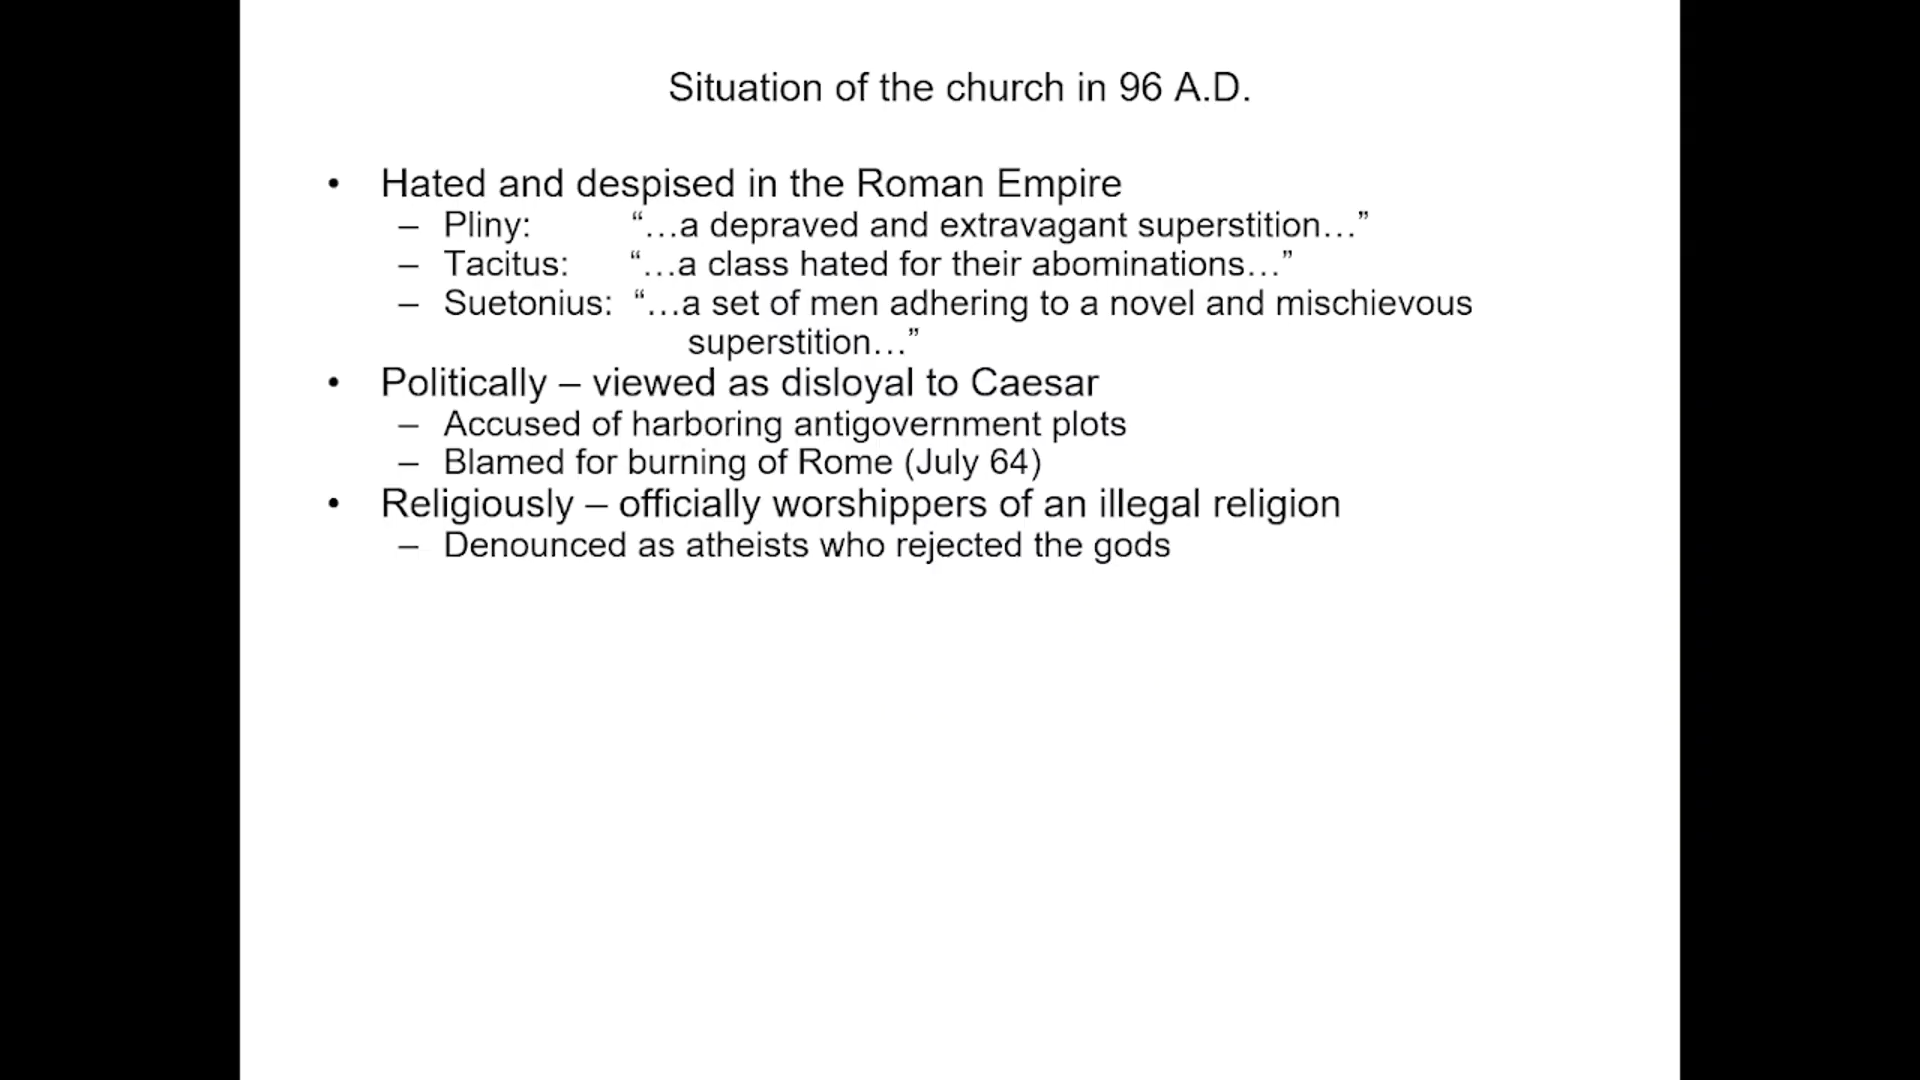 Situation of the church in 96 A.D.
• Hated and despised in the Roman Empire
– Pliny: “…a depraved and extravagant superstition…”
– Tacitus: “…a class hated for their abominations…”
– Suetonius: “…a set of men adhering to a novel and mischievous
superstition…”
• Politically – viewed as disloyal to Caesar
– Accused of harboring antigovernment plots
– Blamed for burning of Rome (July 64)
• Religiously – officially worshippers of an illegal religion
– Denounced as atheists who rejected the gods